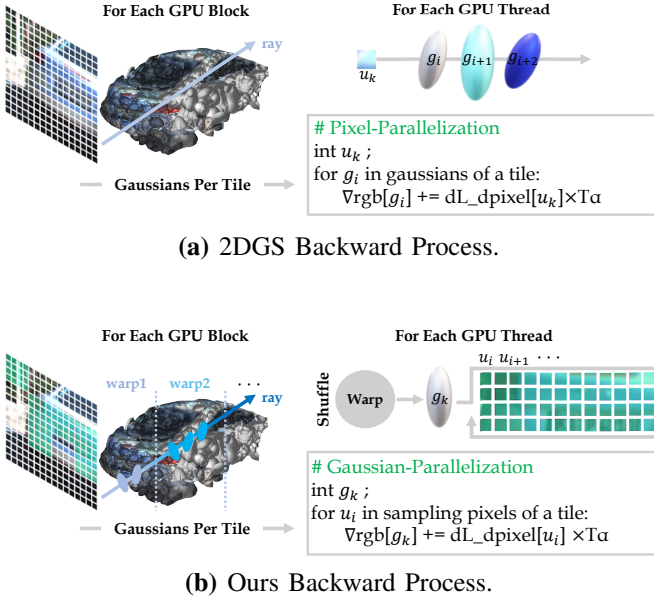 For Each GPU Block
For Each GPU Thread
ray
u_k
g_i
g_{i+1}
g_{i+2}
Gaussians Per Tile
# Pixel-Parallelization
int u_k ;
for g_i in gaussians of a tile:
∇rgb[g_i] += dL_dpixel[u_k]×Tα
(a) 2DGS Backward Process.
For Each GPU Block
For Each GPU Thread
warp1
warp2
· · ·
ray
Shuffle
Warp
g_k
u_i u_{i+1} · · ·
Gaussians Per Tile
# Gaussian-Parallelization
int g_k ;
for u_i in sampling pixels of a tile:
∇rgb[g_k] += dL_dpixel[u_i] ×Tα
(b) Ours Backward Process.